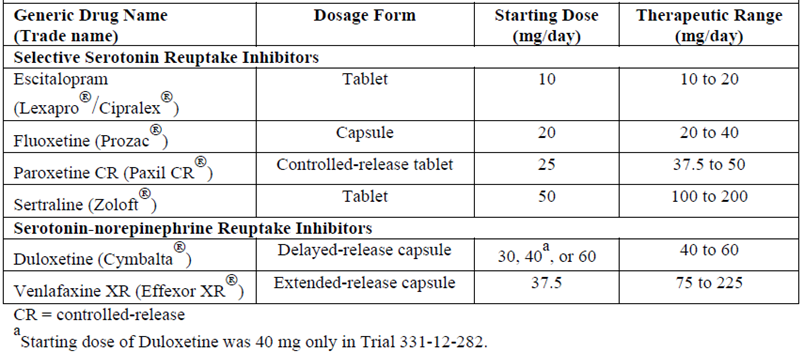 Generic Drug Name (Trade name) Dosage Form Starting Dose (mg/day) Therapeutic Range (mg/day)
Selective Serotonin Reuptake Inhibitors
Escitalopram (Lexapro®/Cipralex®) Tablet 10 10 to 20
Fluoxetine (Prozac®) Capsule 20 20 to 40
Paroxetine CR (Paxil CR®) Controlled-release tablet 25 37.5 to 50
Sertraline (Zoloft®) Tablet 50 100 to 200
Serotonin-norepinephrine Reuptake Inhibitors
Duloxetine (Cymbalta®) Delayed-release capsule 30, 40a, or 60 40 to 60
Venlafaxine XR (Effexor XR®) Extended-release capsule 37.5 75 to 225
CR = controlled-release
aStarting dose of Duloxetine was 40 mg only in Trial 331-12-282.